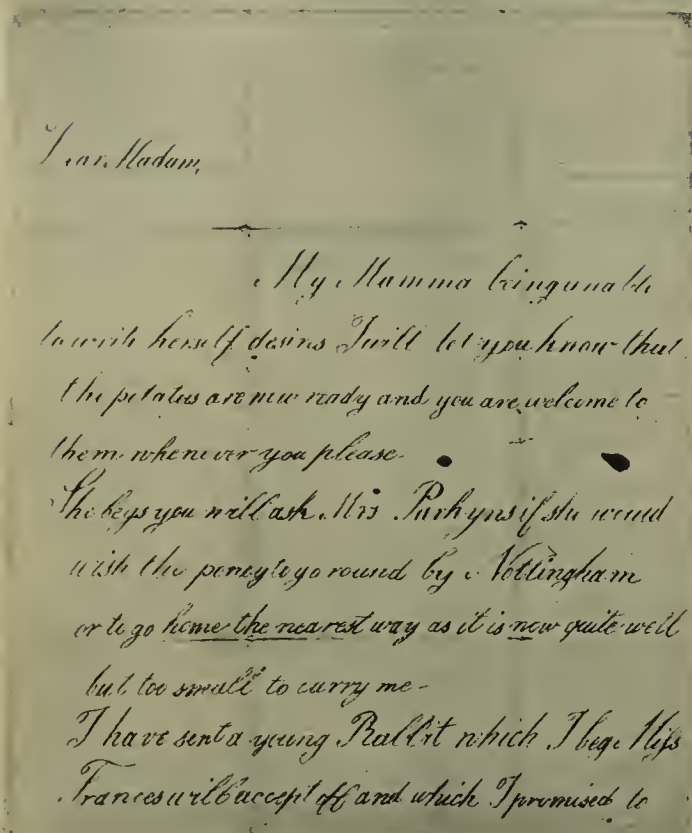 Dear Madam,
My Mamma being unable
to write herself desires I will let you know that
the potatos are now ready and you are welcome to
them whenever you please.
She begs you will ask Mrs Parkyns if she would
wish the poney to go round by Nottingham
or to go home the nearest way as it is now quite well
but too small to carry me -
I have sent a young Rabbit which I beg Miss
Frances will accept off and which I promised to